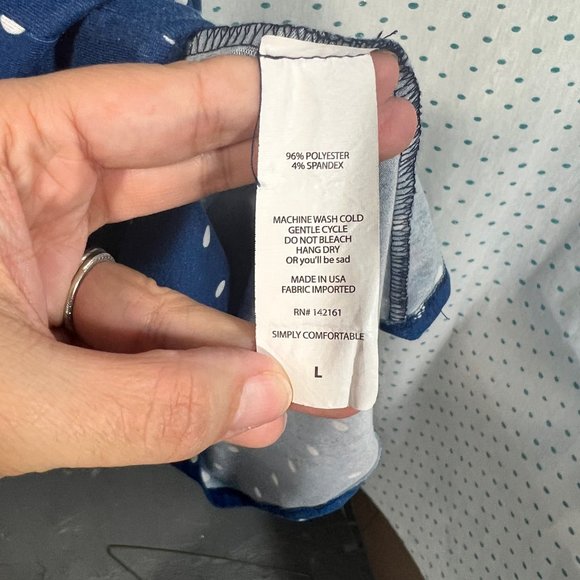 96% POLYESTER
4% SPANDEX
MACHINE WASH COLD
GENTLE CYCLE
DO NOT BLEACH
HANG DRY
OR you'll be sad
MADE IN USA
FABRIC IMPORTED
RN# 142161
SIMPLY COMFORTABLE
L